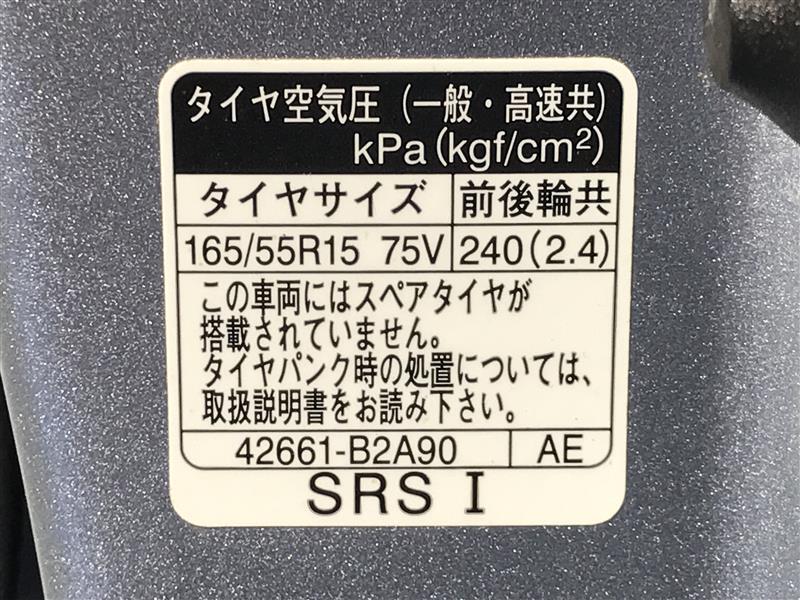 タイヤ空気圧（一般・高速共）
kPa(kgf/cm²)
タイヤサイズ 前後輪共
165/55R15 75V 240(2.4)
この車両にはスペアタイヤが
搭載されていません。
タイヤパンク時の処置については、
取扱説明書をお読み下さい。
42661-B2A90 AE
SRS I